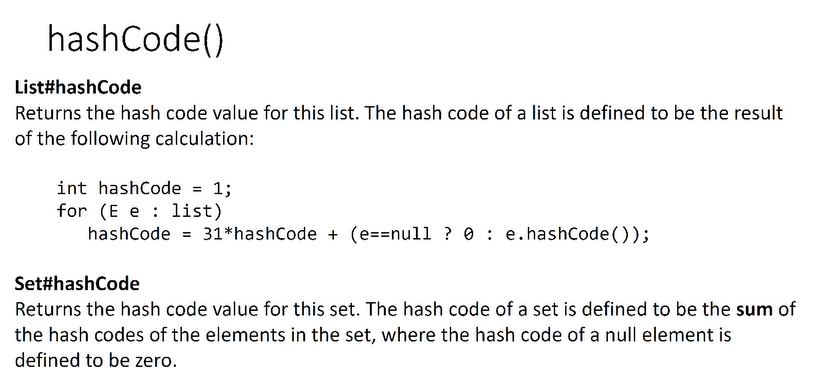 hashCode()
List#hashCode
Returns the hash code value for this list. The hash code of a list is defined to be the result
of the following calculation:
int hashCode = 1;
for (E e : list)
hashCode = 31*hashCode + (e==null ? 0 : e.hashCode());
Set#hashCode
Returns the hash code value for this set. The hash code of a set is defined to be the sum of
the hash codes of the elements in the set, where the hash code of a null element is
defined to be zero.